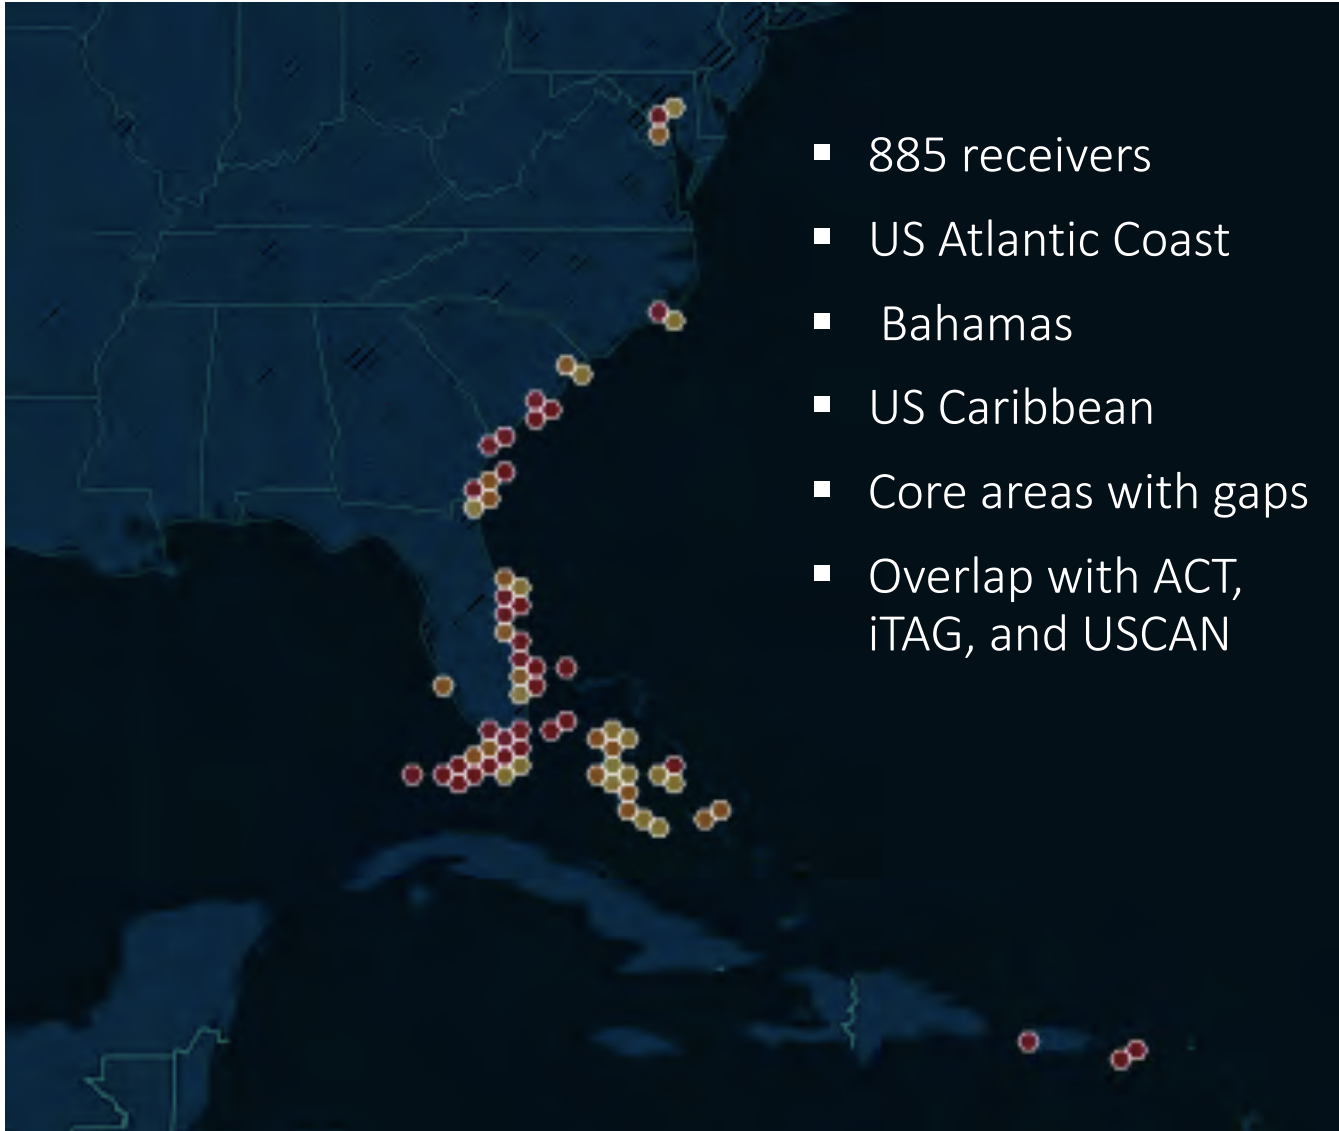 ▪ 885 receivers
▪ US Atlantic Coast
▪ Bahamas
▪ US Caribbean
▪ Core areas with gaps
▪ Overlap with ACT,
iTAG, and USCAN